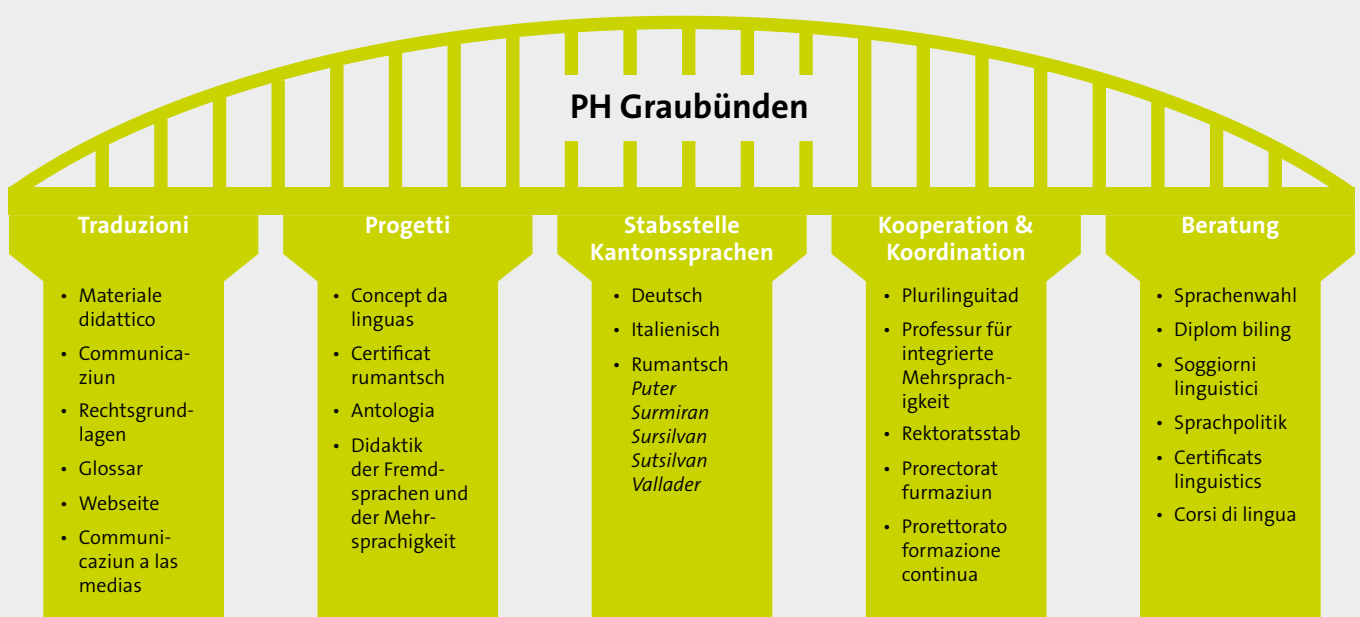 PH Graubünden
Traduzioni
• Materiale
didattico
• Communica-
ziun
• Rechtsgrund-
lagen
• Glossar
• Webseite
• Communi-
caziun a las
medias
Progetti
• Concept da
linguas
• Certificat
rumantsch
• Antologia
• Didaktik
der Fremd-
sprachen und
der Mehr-
sprachigkeit
Stabsstelle
Kantonssprachen
• Deutsch
• Italienisch
• Rumantsch
Puter
Surmiran
Sursilvan
Sutsilvan
Vallader
Kooperation &
Koordination
• Plurilinguitad
• Professur für
integrierte
Mehrsprach-
igkeit
• Rektoratsstab
• Prorectorat
furmaziun
• Prorettorato
formazione
continua
Beratung
• Sprachenwahl
• Diplom biling
• Soggiorni
linguistici
• Sprachpolitik
• Certificats
linguistics
• Corsi di lingua